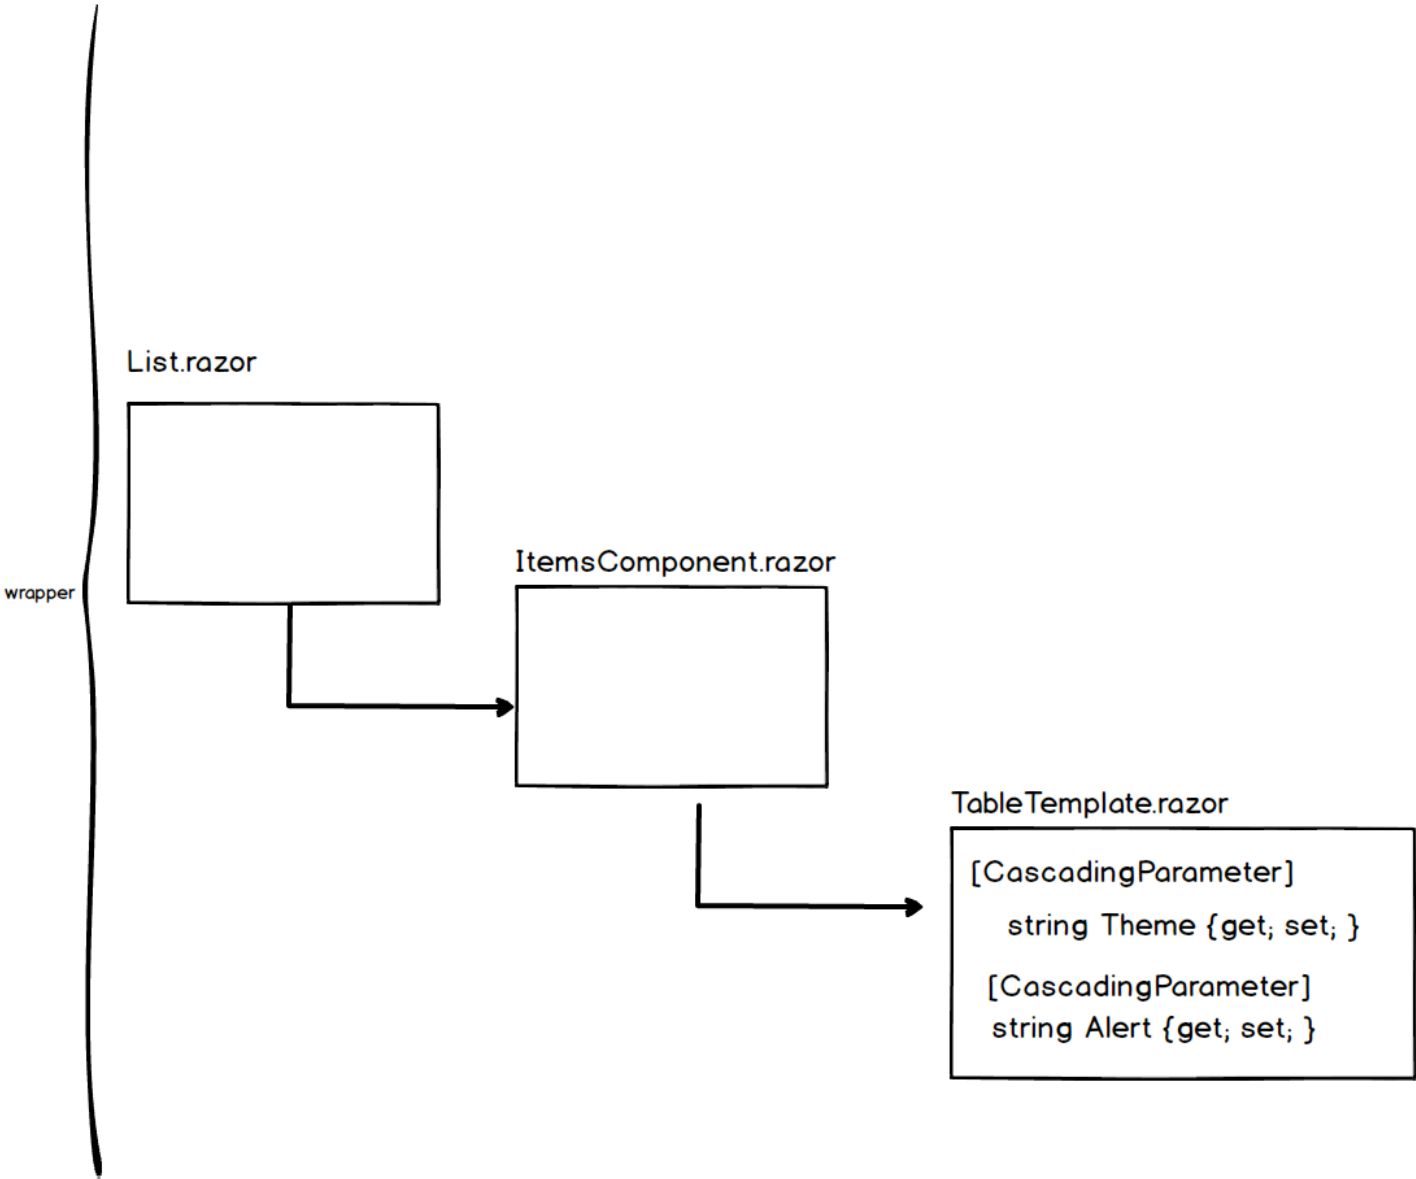 List.razor
ItemsComponent.razor
wrapper
TableTemplate.razor
[CascadingParameter]
string Theme {get; set; }
[CascadingParameter]
string Alert {get; set; }